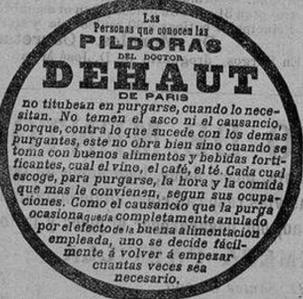 Las
Personas que conocen las
PILDORAS
DEL DOCTOR
DEHAUT
DE PARIS
no titubean en purgarse, cuando lo nece-
sitan. No temen el asco ni el causancio,
porque, contra lo que sucede con los demas
purgantes, este no obra bien sino cuando se
toma con buenos alimentos y bebidas forti-
ficantes, cual el vino, el café, el té. Cada cual
escoge, para purgarse, la hora y la comida
que mas le convienen, segun sus ocupa-
ciones. Como el causancio que la purga
ocasiona queda completamente anulado
por el efecto de la buena alimentacion
empleada, uno se decide fácil-
mente á volver á empezar
cuantas veces sea
necesario.